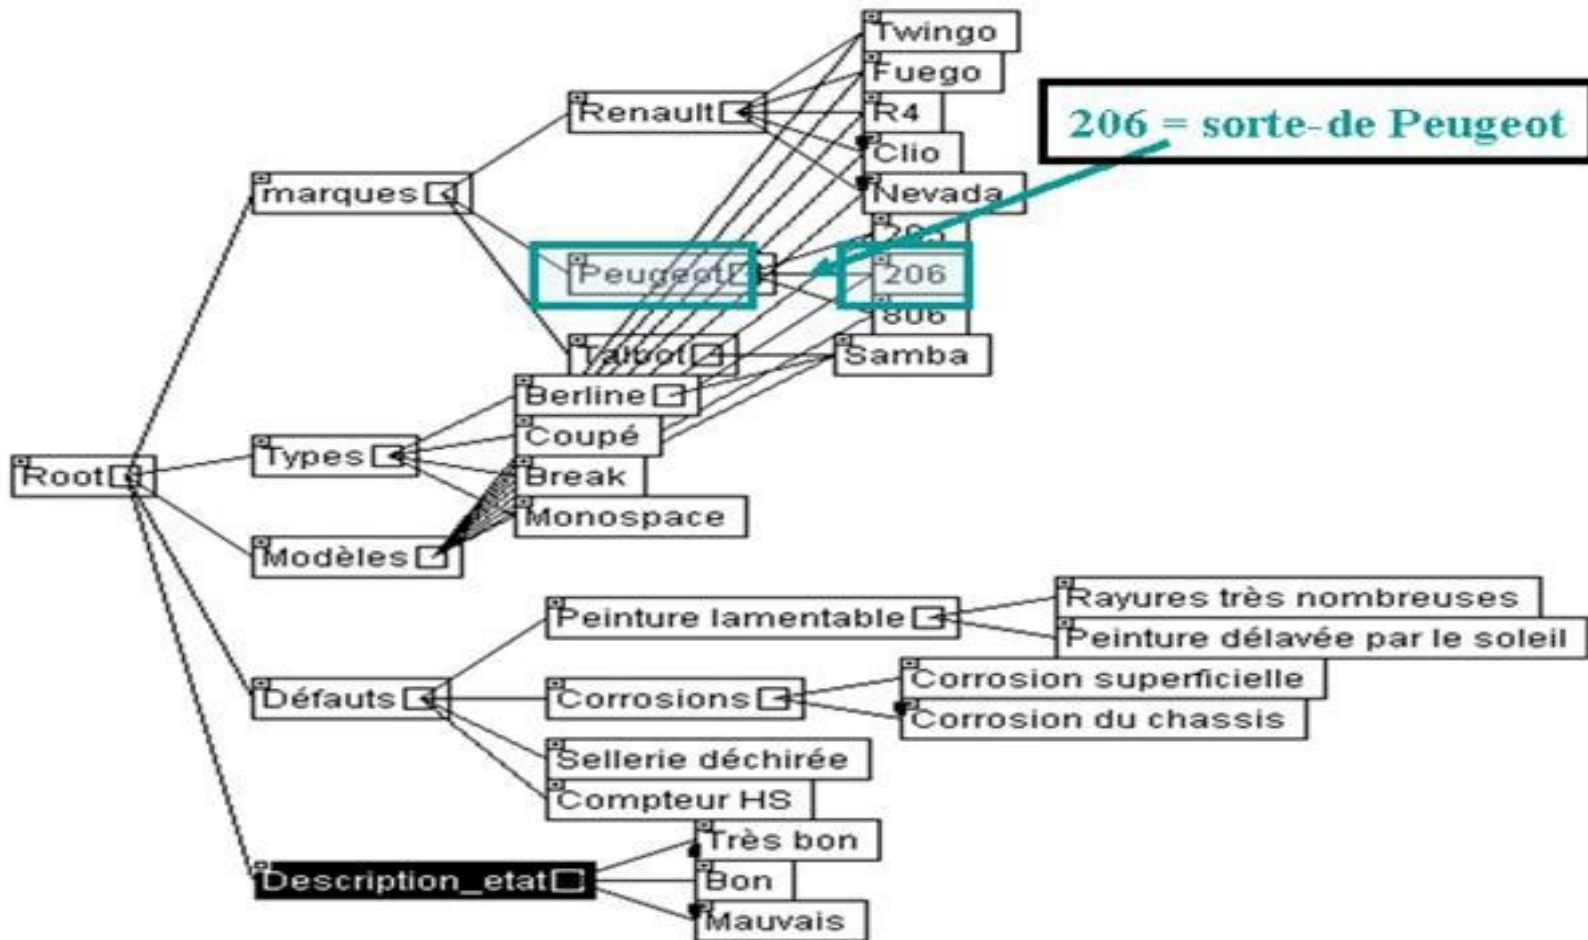 Twingo
Fuego
Renault
R4
206 = sorte-de Peugeot
Clio
marques
Nevada
Peugeot
206
806
Talbot
Samba
Berline
Coupé
Types
Root
Break
Monospace
Modèles
Rayures très nombreuses
Peinture lamentable
Peinture délavée par le soleil
Corrosion superficielle
Défauts
Corrosions
Corrosion du chassis
Sellerie déchirée
Compteur HS
Très bon
Description_etat
Bon
Mauvais